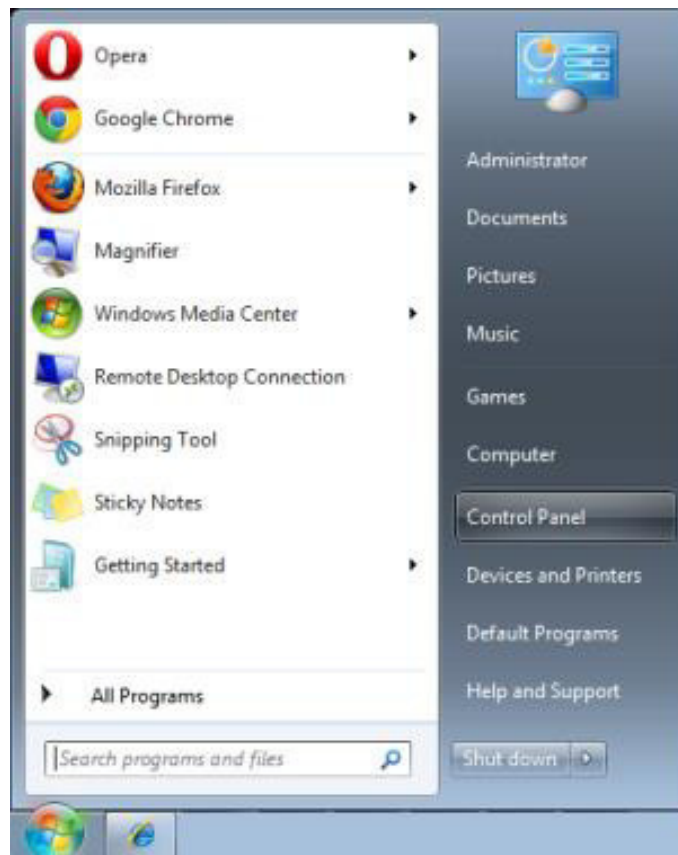 Opera
Google Chrome
Mozilla Firefox
Magnifier
Windows Media Center
Remote Desktop Connection
Snipping Tool
Sticky Notes
Getting Started
All Programs
Search programs and files
Administrator
Documents
Pictures
Music
Games
Computer
Control Panel
Devices and Printers
Default Programs
Help and Support
Shut down